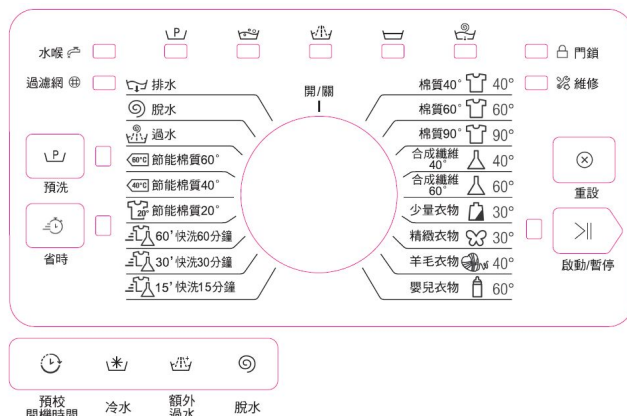 P
水喉
門鎖
過濾網
維修
開/關
排水
脫水
過水
60°C 節能棉質60°
40°C 節能棉質40°
20° 節能棉質20°
60' 快洗60分鐘
30' 快洗30分鐘
15' 快洗15分鐘
棉質40° 40°
棉質60° 60°
棉質90° 90°
合成纖維
40° 40°
合成纖維
60° 60°
少量衣物 30°
精緻衣物 30°
羊毛衣物 40°
嬰兒衣物 60°
P
預洗
省時
重設
啟動/暫停
預校
開機時間
冷水
額外
過水
脫水